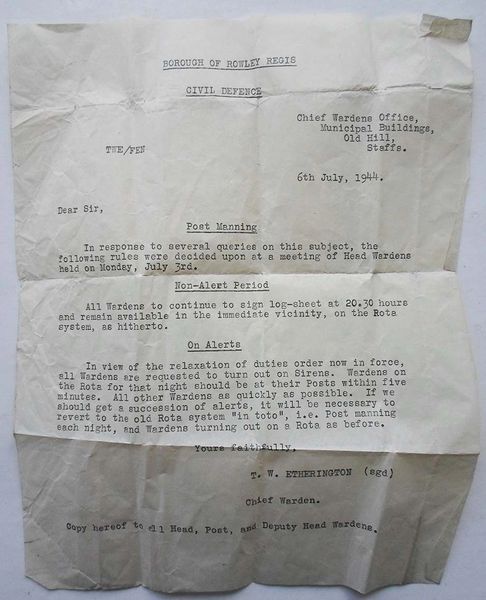 BOROUGH OF ROWLEY REGIS
CIVIL DEFENCE
Chief Wardens Office,
Municipal Buildings,
Old Hill,
Staffs.
TWE/FEN
6th July, 1944.
Dear Sir,
Post Manning
In response to several queries on this subject, the
following rules were decided upon at a meeting of Head Wardens
held on Monday, July 3rd.
Non-Alert Period
All Wardens to continue to sign log-sheet at 20.30 hours
and remain available in the immediate vicinity, on the Rota
system, as hitherto.
On Alerts
In view of the relaxation of duties order now in force,
all Wardens are requested to turn out on Sirens. Wardens on
the Rota for that night should be at their Posts within five
minutes. All other Wardens as quickly as possible. If we
should get a succession of alerts, it will be necessary to
revert to the old Rota system "in toto", i.e. Post manning
each night, and Wardens turning out on a Rota as before.
Yours faithfully,
T. W. ETHERINGTON (sgd)
Chief Warden.
Copy hereof to all Head, Post, and Deputy Head Wardens.